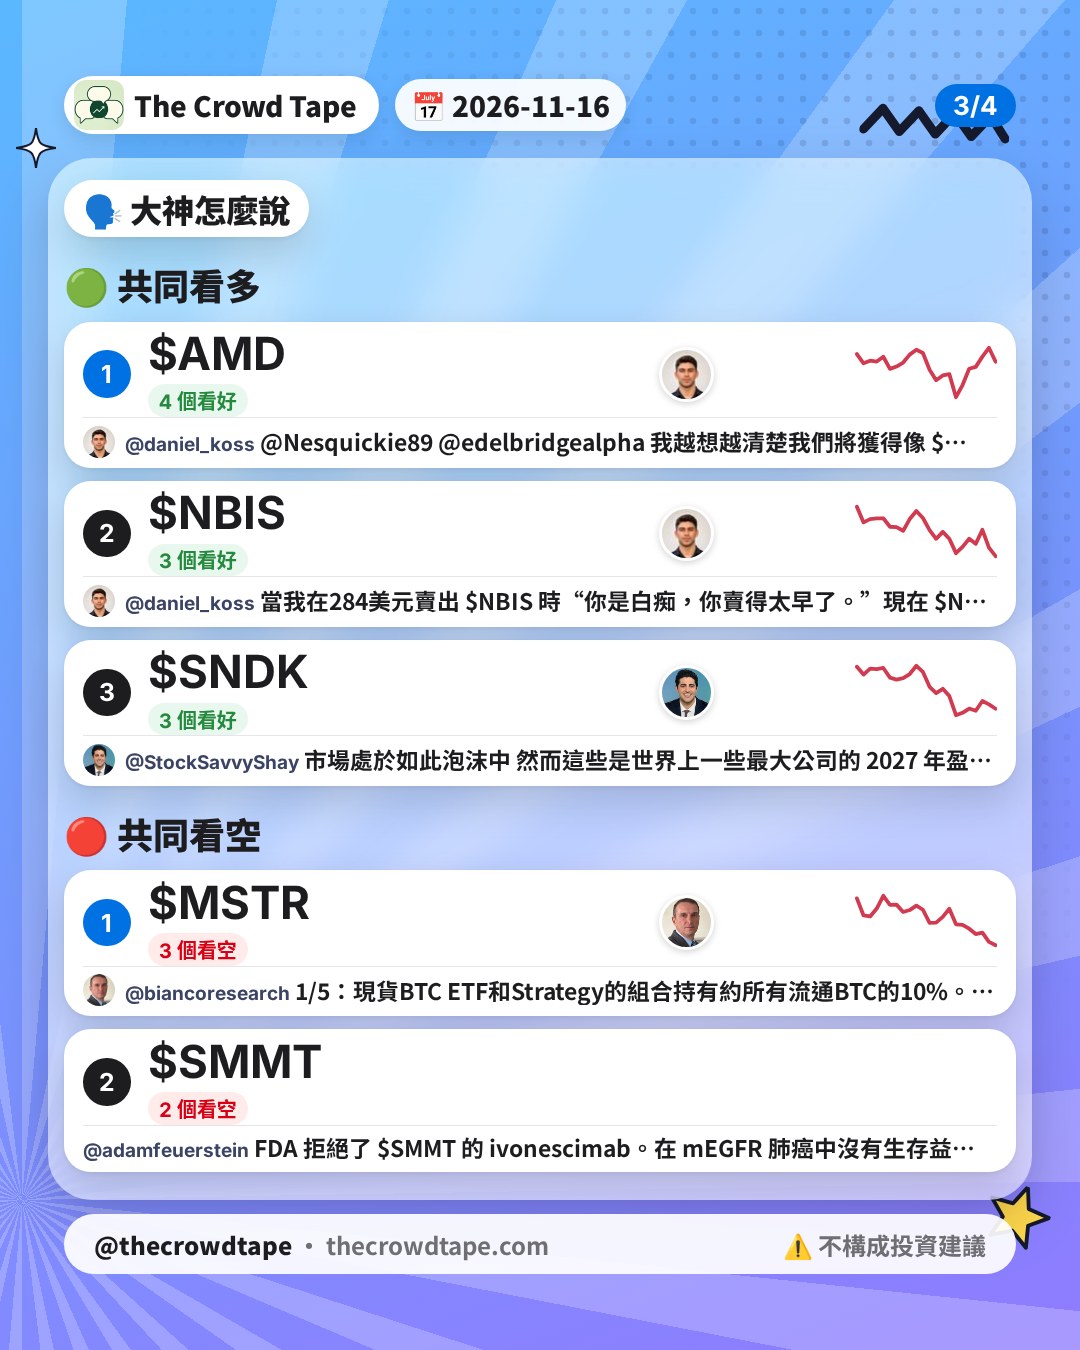 The Crowd Tape
July 2026-11-16
3/4
大神怎麼說
共同看多
1 $AMD
4 個看好
@daniel_koss @Nesquickie89 @edelbridgealpha 我越想越清楚我們將獲得像 $⋯
2 $NBIS
3 個看好
@daniel_koss 當我在284美元賣出 $NBIS 時“你是白痴，你賣得太早了。”現在 $N⋯
3 $SNDK
3 個看好
@StockSavvyShay 市場處於如此泡沫中 然而這些是世界上一些最大公司的 2027 年盈⋯
共同看空
1 $MSTR
3 個看空
@biancoresearch 1/5：現貨BTC ETF和Strategy的組合持有約所有流通BTC的10%。⋯
2 $SMMT
2 個看空
@adamfeuerstein FDA 拒絕了 $SMMT 的 ivonescimab。在 mEGFR 肺癌中沒有生存益⋯
@thecrowdtape • thecrowdtape.com
不構成投資建議